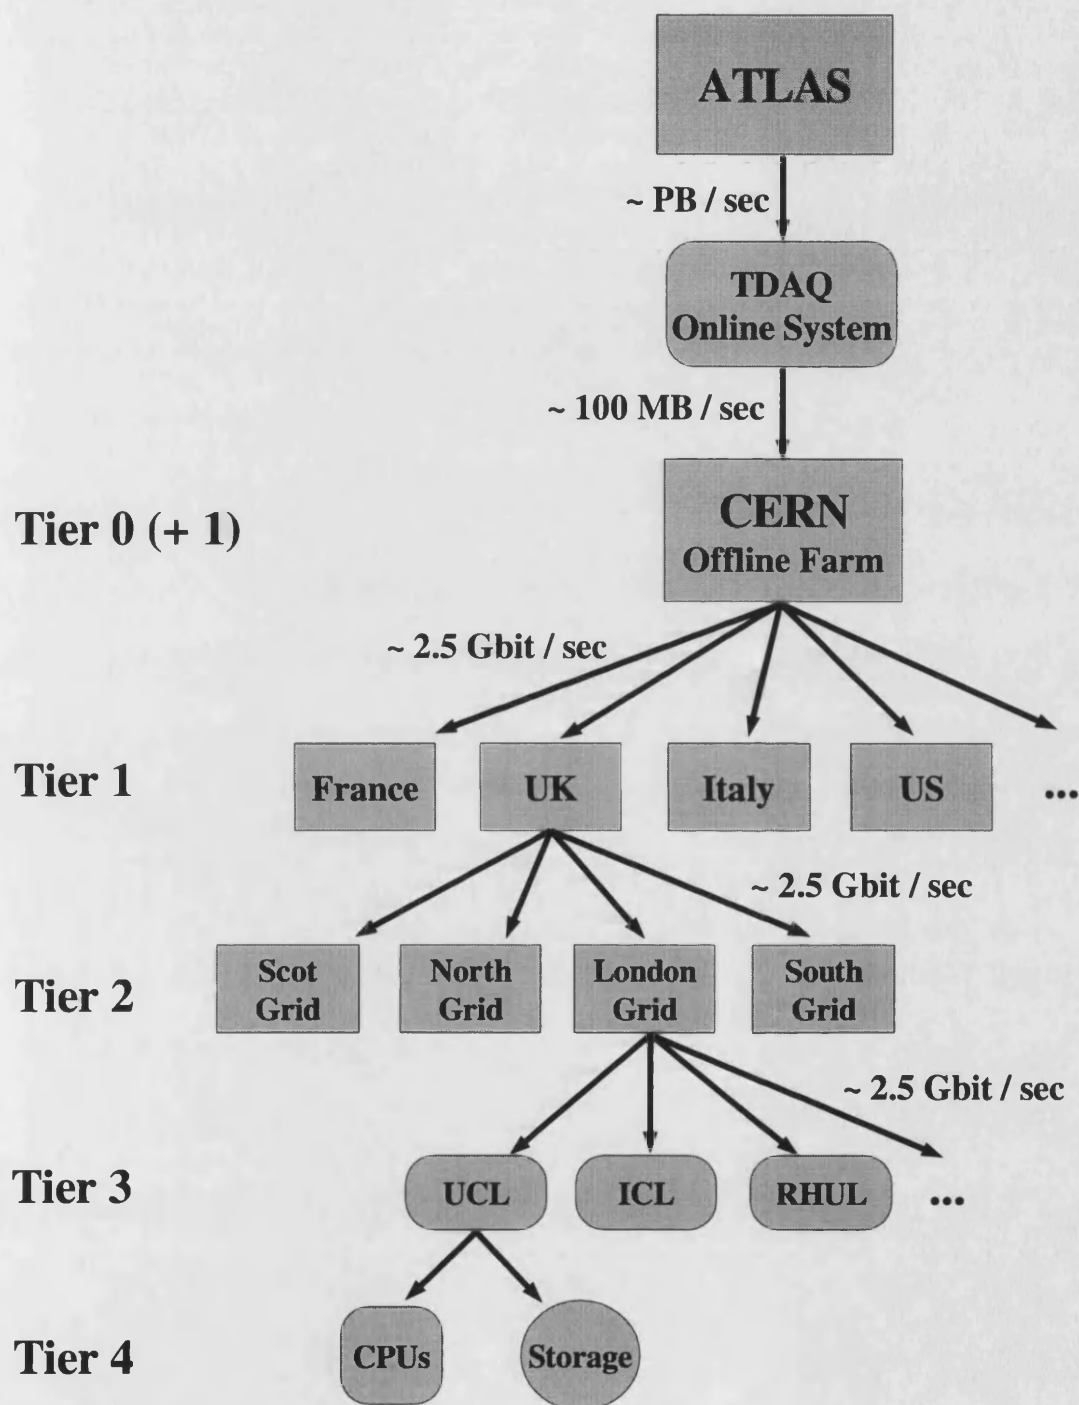 ATLAS
~ PB / sec
TDAQ
Online System
~ 100 MB / sec
Tier 0 (+ 1)
CERN
Offline Farm
~ 2.5 Gbit / sec
Tier 1
France
UK
Italy
US
...
~ 2.5 Gbit / sec
Tier 2
Scot
Grid
North
Grid
London
Grid
South
Grid
~ 2.5 Gbit / sec
Tier 3
UCL
ICL
RHUL
...
Tier 4
CPUs
Storage